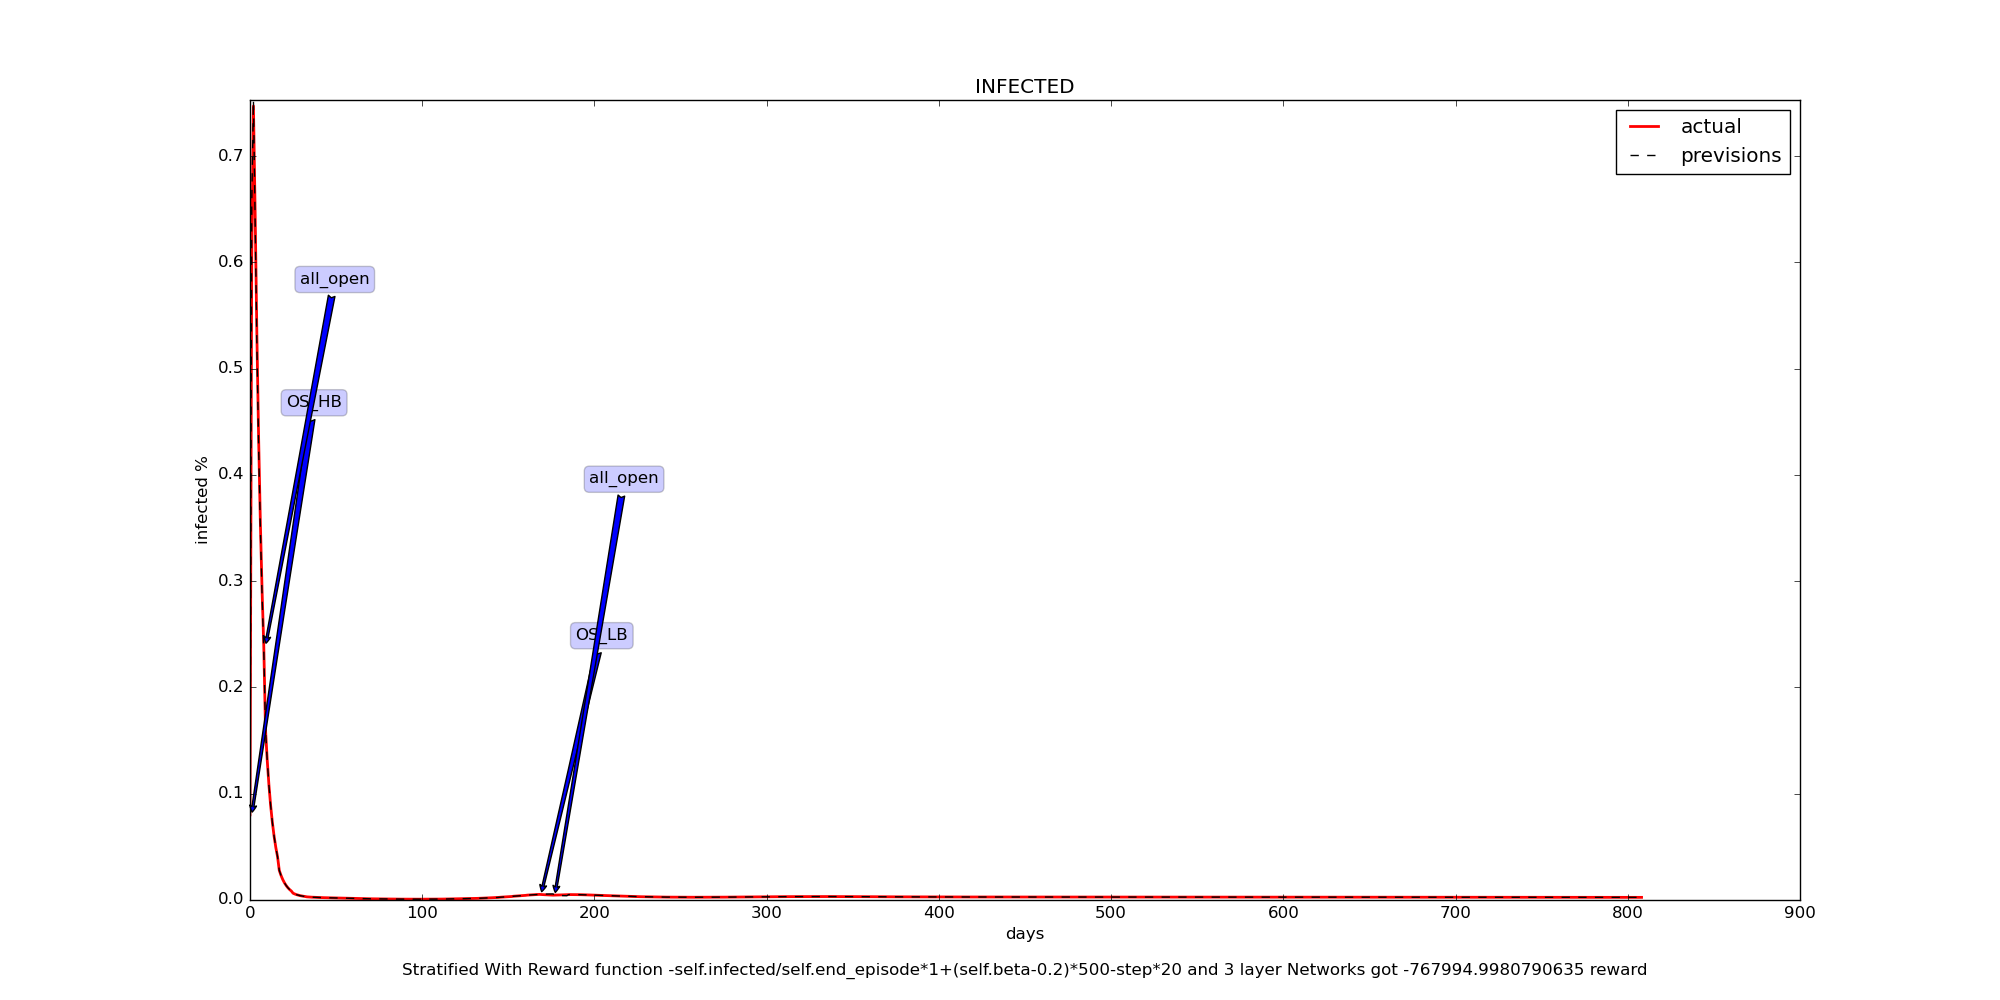 INFECTED
actual
previsions
0.7
0.6
0.5
0.4
0.3
0.2
0.1
0.0
infected %
all_open
OS_HB
all_open
OS_LB
0 100 200 300 400 500 600 700 800 900
days
Stratified With Reward function -self.infected/self.end_episode*1+(self.beta-0.2)*500-step*20 and 3 layer Networks got -767994.9980790635 reward